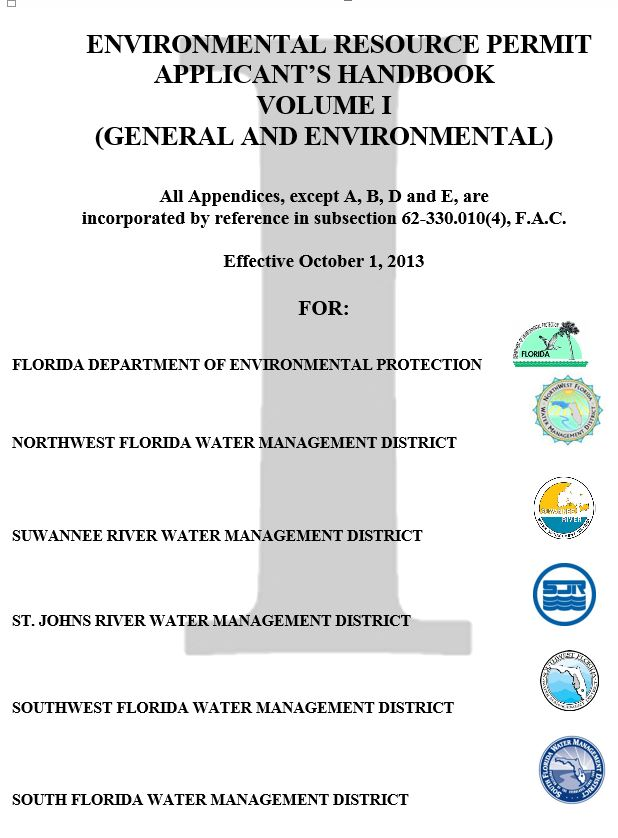 ENVIRONMENTAL RESOURCE PERMIT
APPLICANT’S HANDBOOK
VOLUME I
(GENERAL AND ENVIRONMENTAL)
All Appendices, except A, B, D and E, are
incorporated by reference in subsection 62-330.010(4), F.A.C.
Effective October 1, 2013
FOR:
FLORIDA DEPARTMENT OF ENVIRONMENTAL PROTECTION
FLORIDA
NORTHWEST FLORIDA WATER MANAGEMENT DISTRICT
NORTHWEST FLORIDA
WATER MANAGEMENT DISTRICT
SUWANNEE RIVER WATER MANAGEMENT DISTRICT
SUWANNEE
RIVER
ST. JOHNS RIVER WATER MANAGEMENT DISTRICT
SJR
SOUTHWEST FLORIDA WATER MANAGEMENT DISTRICT
SOUTHWEST FLORIDA
SOUTH FLORIDA WATER MANAGEMENT DISTRICT
SOUTH FLORIDA WATER MANAGEMENT DISTRICT